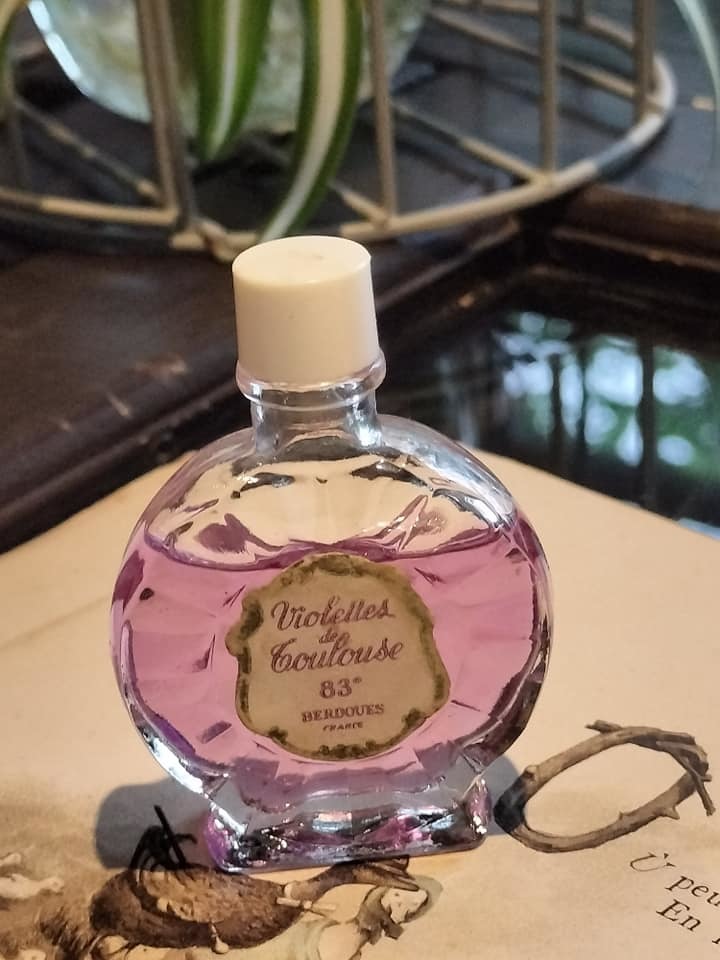 Violettes
de
Toulouse
83°
BERDOUES
FRANCE
U peu
En